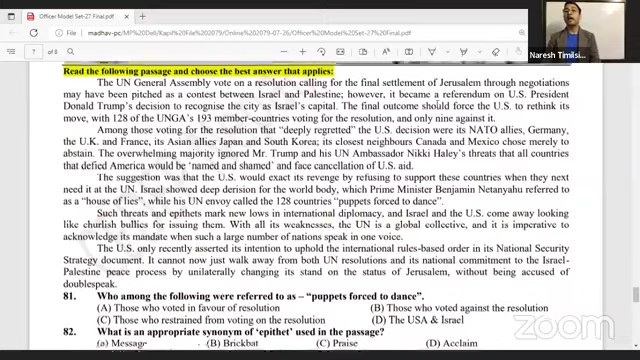 Officer Model Set-27 Final.pdf
Naresh Timilsi...
7 of 8
Read the following passage and choose the best answer that applies:
The UN General Assembly vote on a resolution calling for the final settlement of Jerusalem through negotiations
may have been pitched as a contest between Israel and Palestine; however, it became a referendum on U.S. President
Donald Trump's decision to recognise the city as Israel's capital. The final outcome should force the U.S. to rethink its
move, with 128 of the UNGA's 193 member-countries voting for the resolution, and only nine against it.
Among those voting for the resolution that “deeply regretted” the U.S. decision were its NATO allies, Germany,
the U.K. and France, its Asian allies Japan and South Korea; its closest neighbours Canada and Mexico chose merely to
abstain. The overwhelming majority ignored Mr. Trump and his UN Ambassador Nikki Haley's threats that all countries
that defied America would be ‘named and shamed’ and face cancellation of U.S. aid.
The suggestion was that the U.S. would exact its revenge by refusing to support these countries when they next
need it at the UN. Israel showed deep derision for the world body, which Prime Minister Benjamin Netanyahu referred to
as a “house of lies”, while his UN envoy called the 128 countries “puppets forced to dance”.
Such threats and epithets mark new lows in international diplomacy, and Israel and the U.S. come away looking
like churlish bullies for issuing them. With all its weaknesses, the UN is a global collective, and it is imperative to
acknowledge its mandate when such a large number of nations speak in one voice.
The U.S. only recently asserted its intention to uphold the international rules-based order in its National Security
Strategy document. It cannot now just walk away from both UN resolutions and its national commitment to the Israel-
Palestine peace process by unilaterally changing its stand on the status of Jerusalem, without being accused of
doublespeak.
81. Who among the following were referred to as – “puppets forced to dance”.
(A) Those who voted in favour of resolution (B) Those who voted against the resolution
(C) Those who restrained from voting on the resolution (D) The USA & Israel
82. What is an appropriate synonym of ‘epithet’ used in the passage?
(a) Message (B) Brickbat (C) Praise (D) Acclaim
zoom